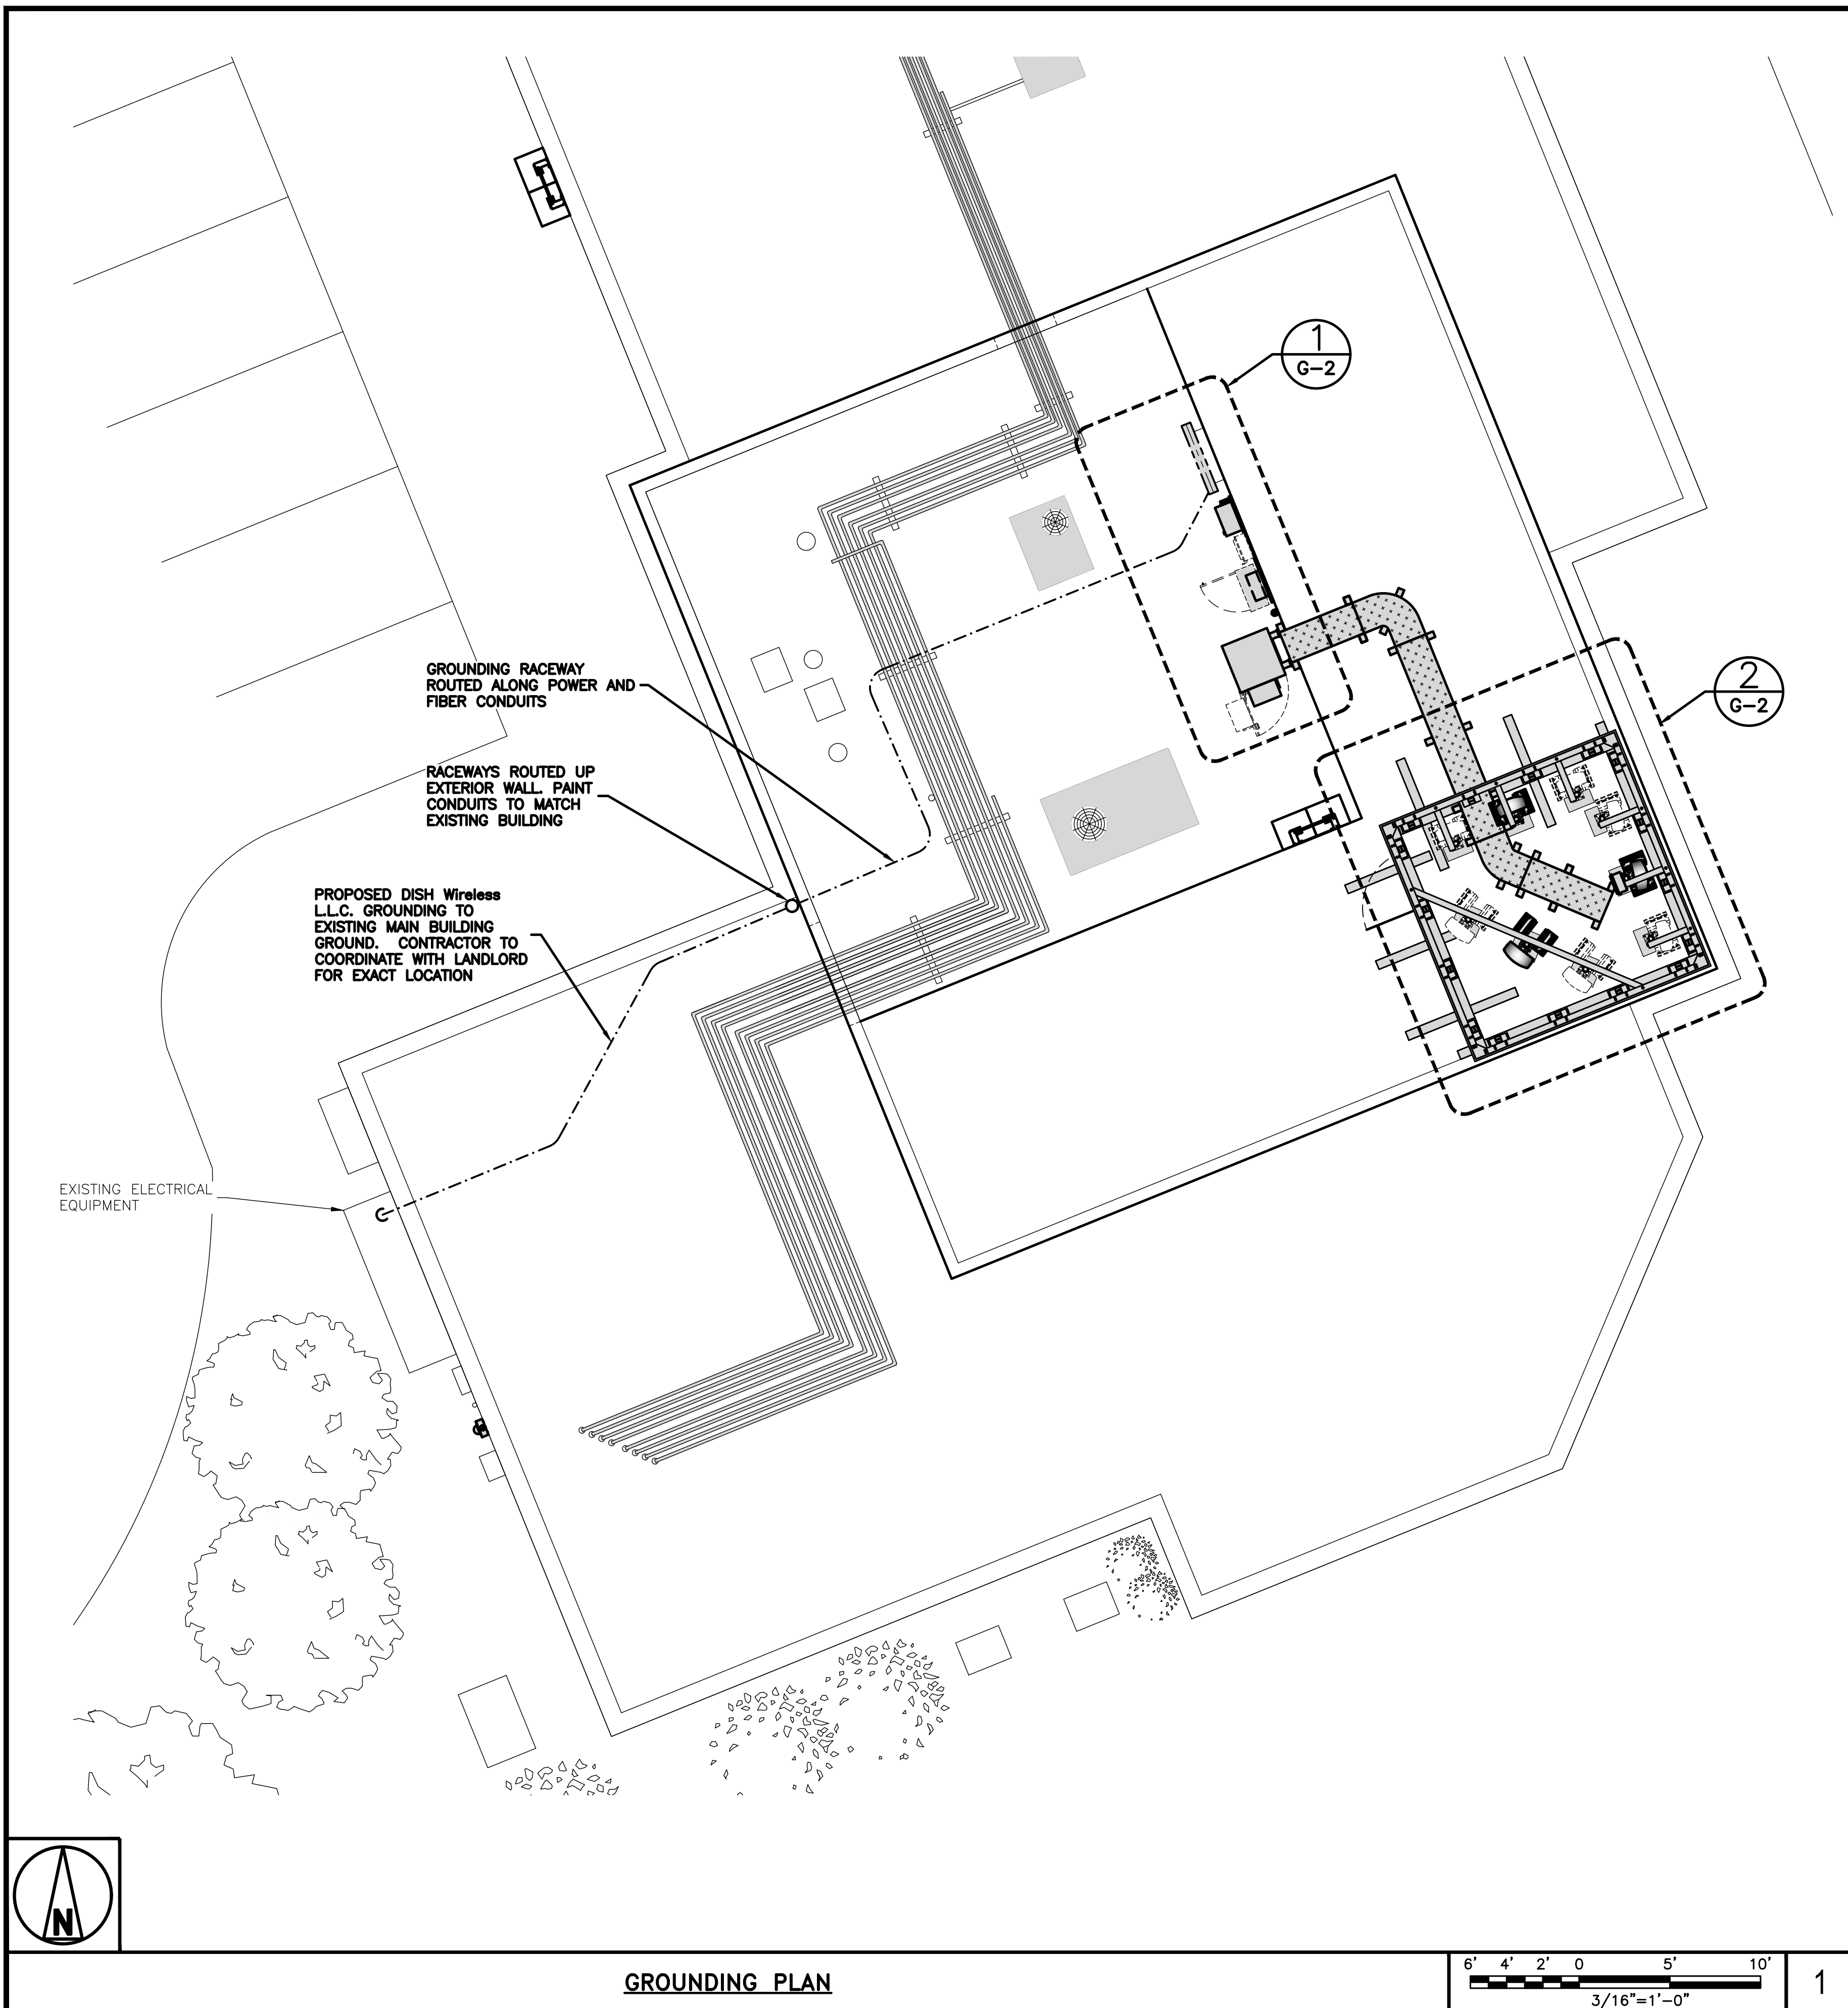 1
G-2
2
G-2
GROUNDING RACEWAY
ROUTED ALONG POWER AND
FIBER CONDUITS
RACEWAYS ROUTED UP
EXTERIOR WALL. PAINT
CONDUITS TO MATCH
EXISTING BUILDING
PROPOSED DISH Wireless
L.L.C. GROUNDING TO
EXISTING MAIN BUILDING
GROUND. CONTRACTOR TO
COORDINATE WITH LANDLORD
FOR EXACT LOCATION
EXISTING ELECTRICAL
EQUIPMENT
N
GROUNDING PLAN
6' 4' 2' 0 5' 10'
3/16"=1'-0"
1